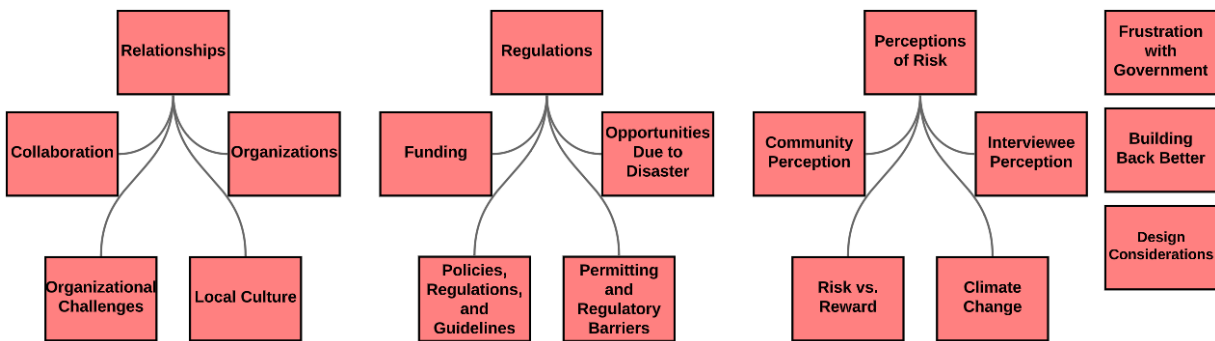 Relationships
Collaboration
Organizations
Organizational
Challenges
Local Culture
Regulations
Funding
Opportunities
Due to
Disaster
Policies,
Regulations,
and
Guidelines
Permitting
and
Regulatory
Barriers
Perceptions
of Risk
Community
Perception
Interviewee
Perception
Risk vs.
Reward
Climate
Change
Frustration
with
Government
Building
Back Better
Design
Considerations